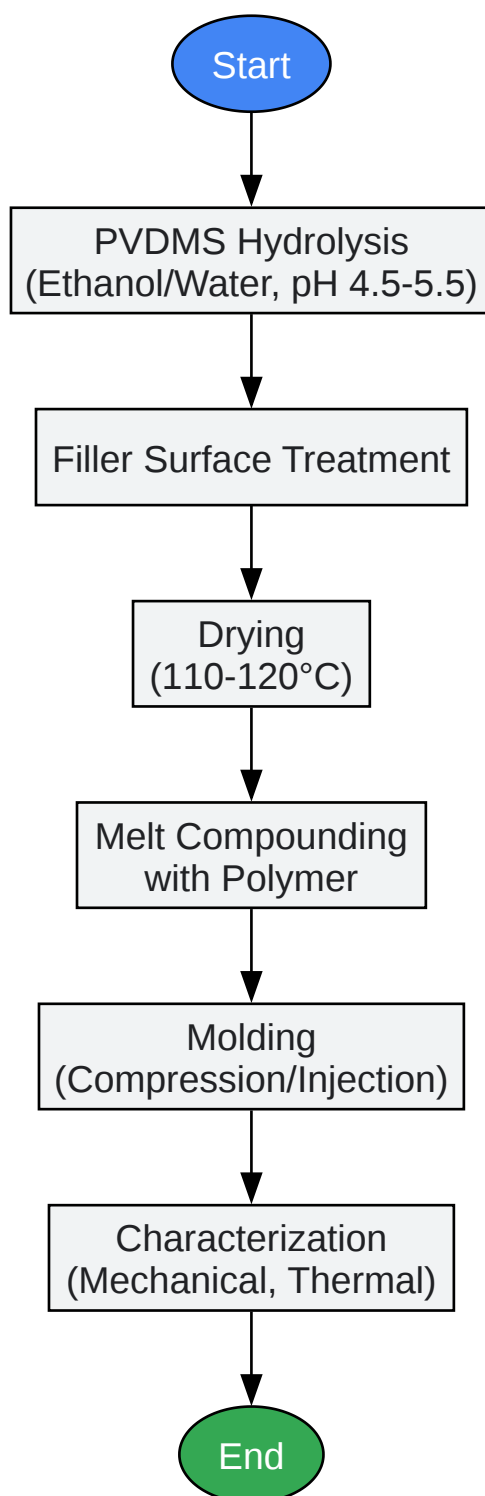 Start
PVDMS Hydrolysis
(Ethanol/Water, pH 4.5-5.5)
Filler Surface Treatment
Drying
(110-120°C)
Melt Compounding
with Polymer
Molding
(Compression/Injection)
Characterization
(Mechanical, Thermal)
End